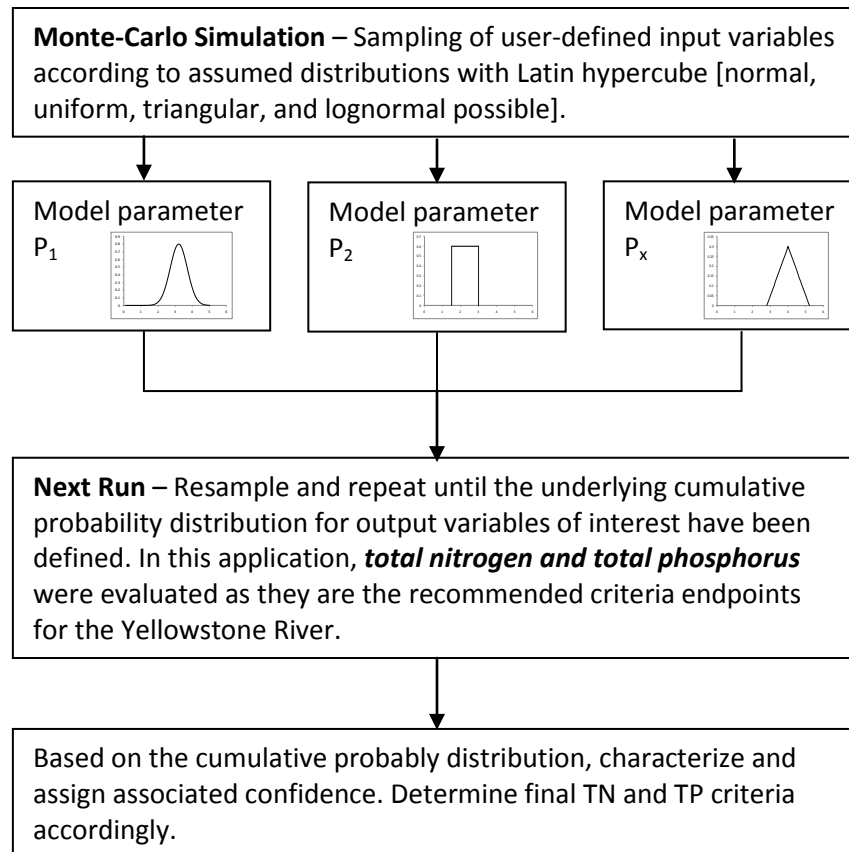 Monte-Carlo Simulation – Sampling of user-defined input variables
according to assumed distributions with Latin hypercube [normal,
uniform, triangular, and lognormal possible].
Model parameter
P1
Model parameter
P2
Model parameter
Px
Next Run – Resample and repeat until the underlying cumulative
probability distribution for output variables of interest have been
defined. In this application, total nitrogen and total phosphorus
were evaluated as they are the recommended criteria endpoints
for the Yellowstone River.
Based on the cumulative probably distribution, characterize and
assign associated confidence. Determine final TN and TP criteria
accordingly.